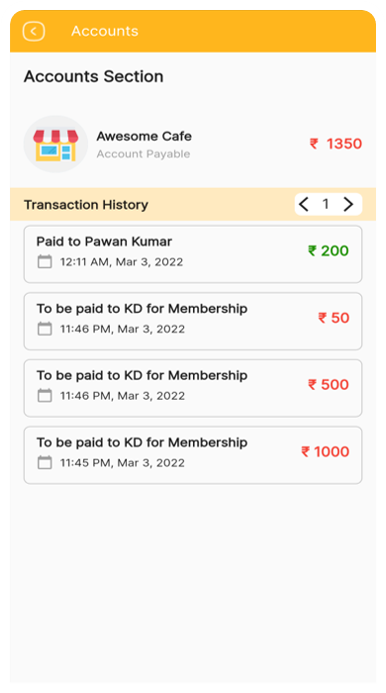 Accounts
Accounts Section
Awesome Cafe
Account Payable
₹ 1350
Transaction History
1
Paid to Pawan Kumar
12:11 AM, Mar 3, 2022
₹ 200
To be paid to KD for Membership
11:46 PM, Mar 3, 2022
₹ 50
To be paid to KD for Membership
11:46 PM, Mar 3, 2022
₹ 500
To be paid to KD for Membership
11:45 PM, Mar 3, 2022
₹ 1000